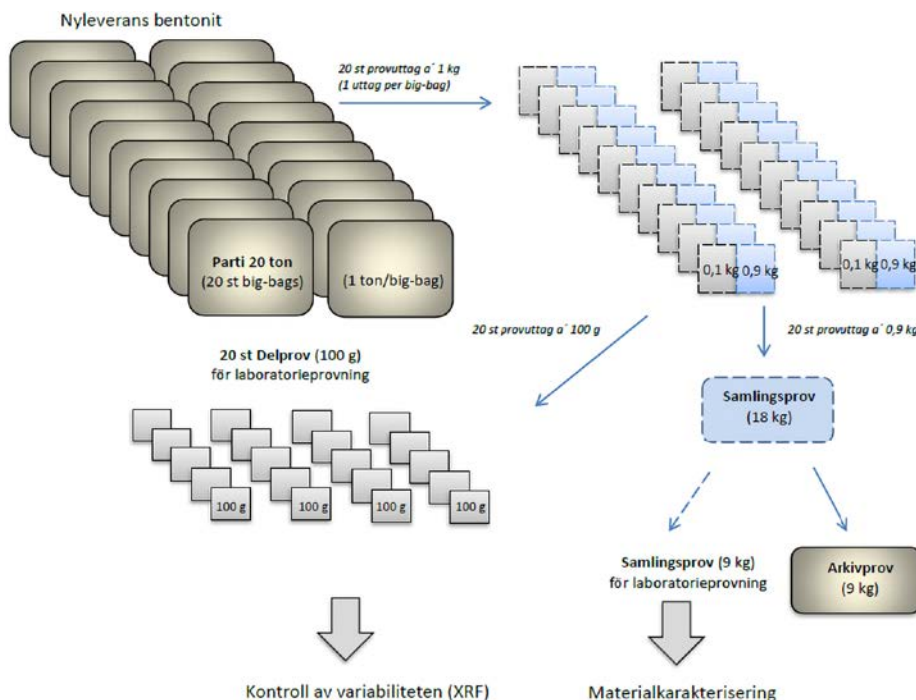 Nyleverans bentonit
20 st provuttag a´ 1 kg
(1 uttag per big-bag)
Parti 20 ton
(20 st big-bags)
(1 ton/big-bag)
0,1 kg
0,9 kg
0,1 kg
0,9 kg
20 st provuttag a´ 100 g
20 st provuttag a´ 0,9 kg
20 st Delprov (100 g)
för laboratorieprovning
Samlingsprov
(18 kg)
100 g
100 g
100 g
100 g
Samlingsprov (9 kg)
för laboratorieprovning
Arkivprov
(9 kg)
Kontroll av variabiliteten (XRF)
Materialkarakterisering